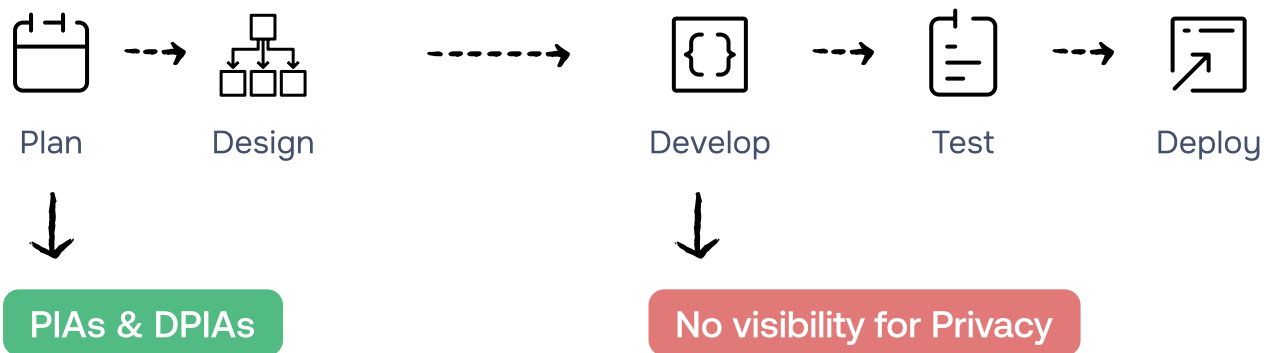 Plan
Design
Develop
Test
Deploy
PIAs & DPIAs
No visibility for Privacy